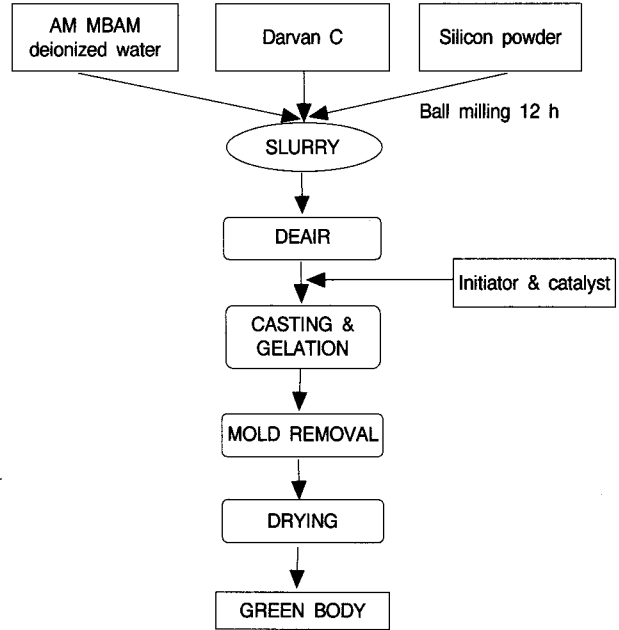 AM MBAM
deionized water
Darvan C
Silicon powder
Ball milling 12 h
SLURRY
DEAIR
Initiator & catalyst
CASTING &
GELATION
MOLD REMOVAL
DRYING
GREEN BODY